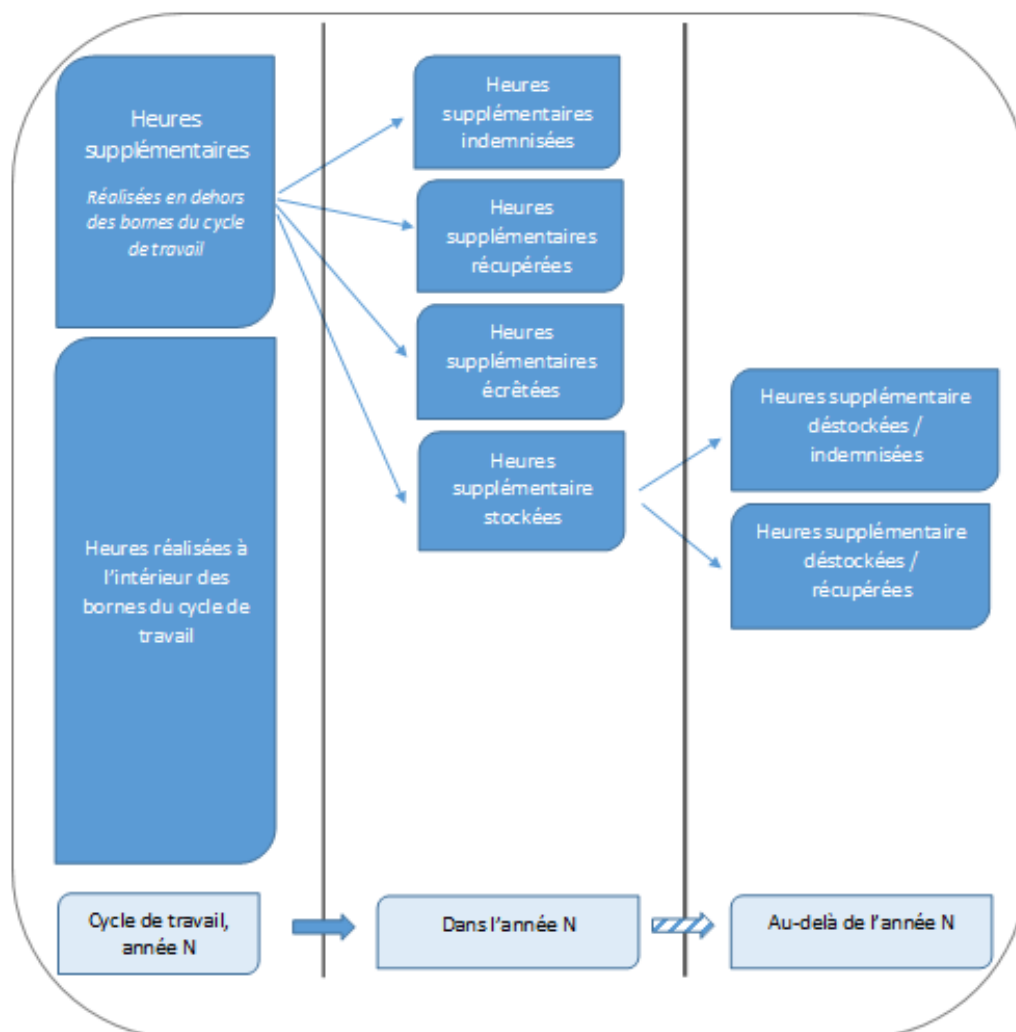 Heures
supplémentaires
Réalisées en dehors
des bornes du cycle
de travail
Heures réalisées à
l'intérieur des
bornes du cycle de
travail
Heures
supplémentaires
indemnisées
Heures
supplémentaires
récupérées
Heures
supplémentaires
écrêtées
Heures
supplémentaire
stockées
Heures supplémentaire
déstockées /
indemnisées
Heures supplémentaire
déstockées /
récupérées
Cycle de travail,
année N
Dans l'année N
Au-delà de l'année N